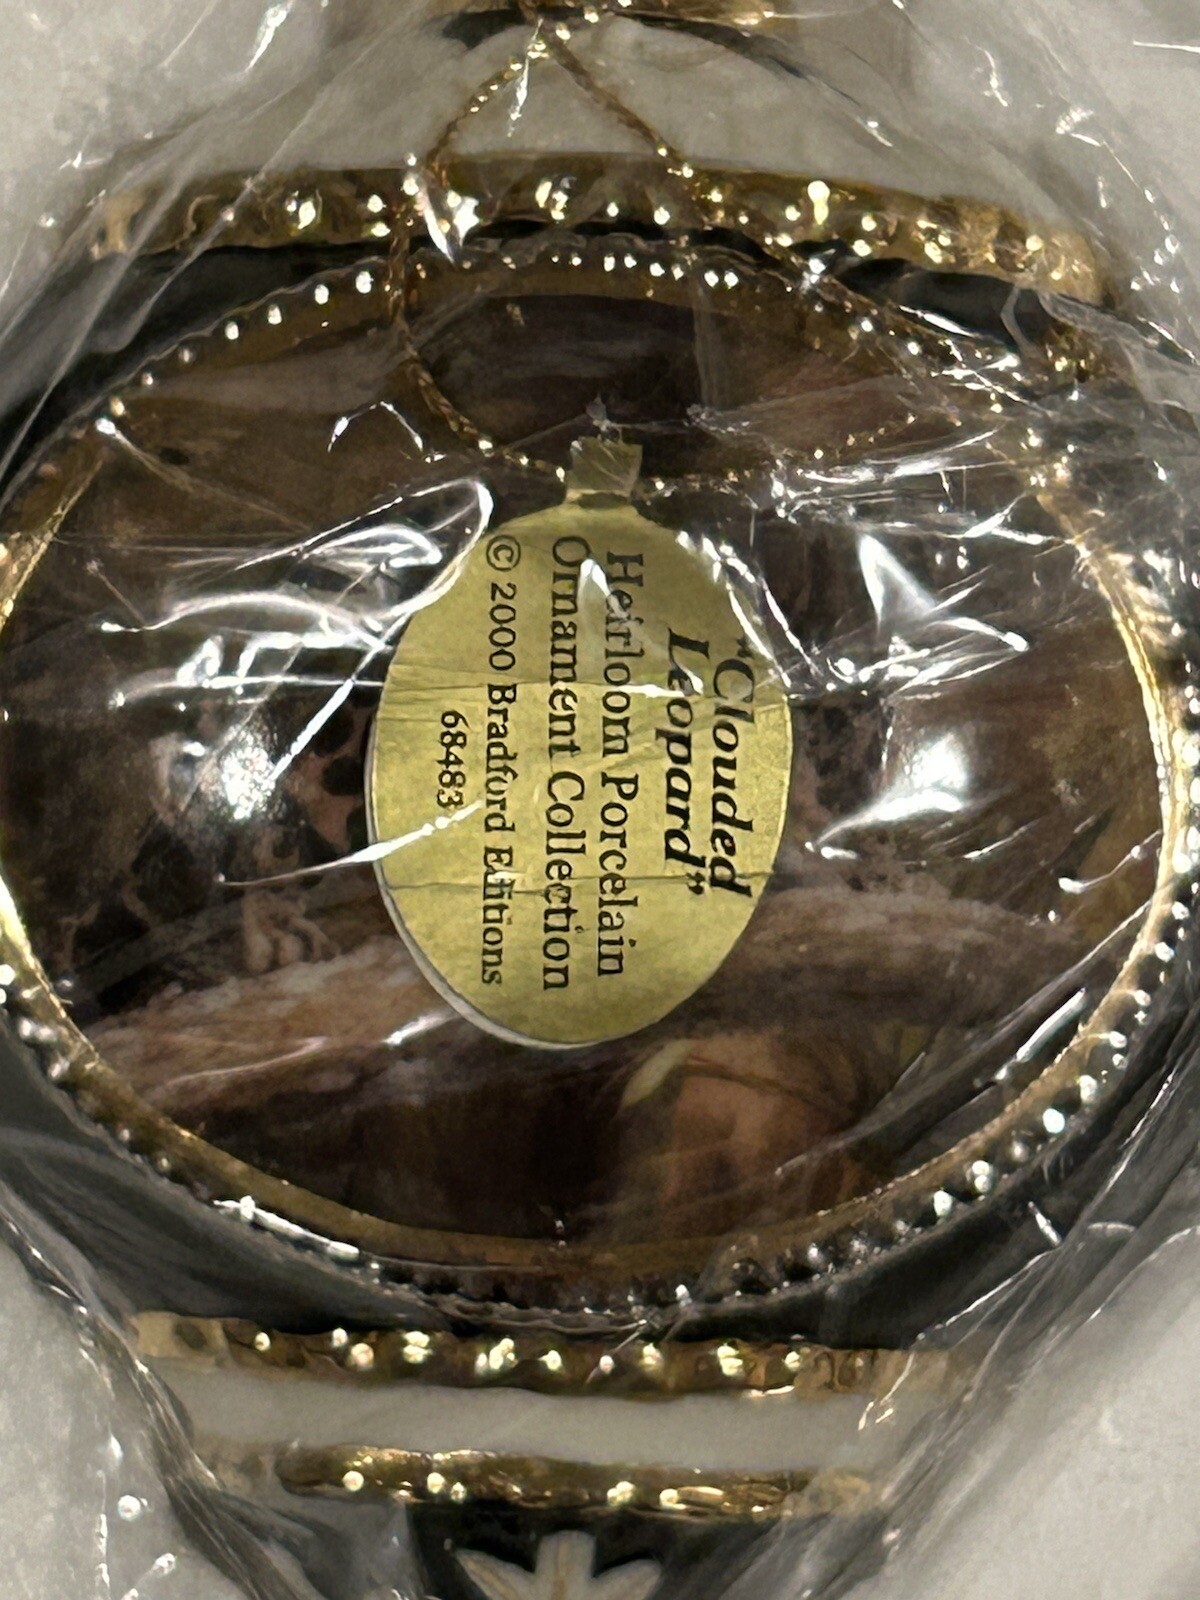 "Clouded
Leopard"
Heirloom Porcelain
Ornament Collection
© 2000 Bradford Editions
68483